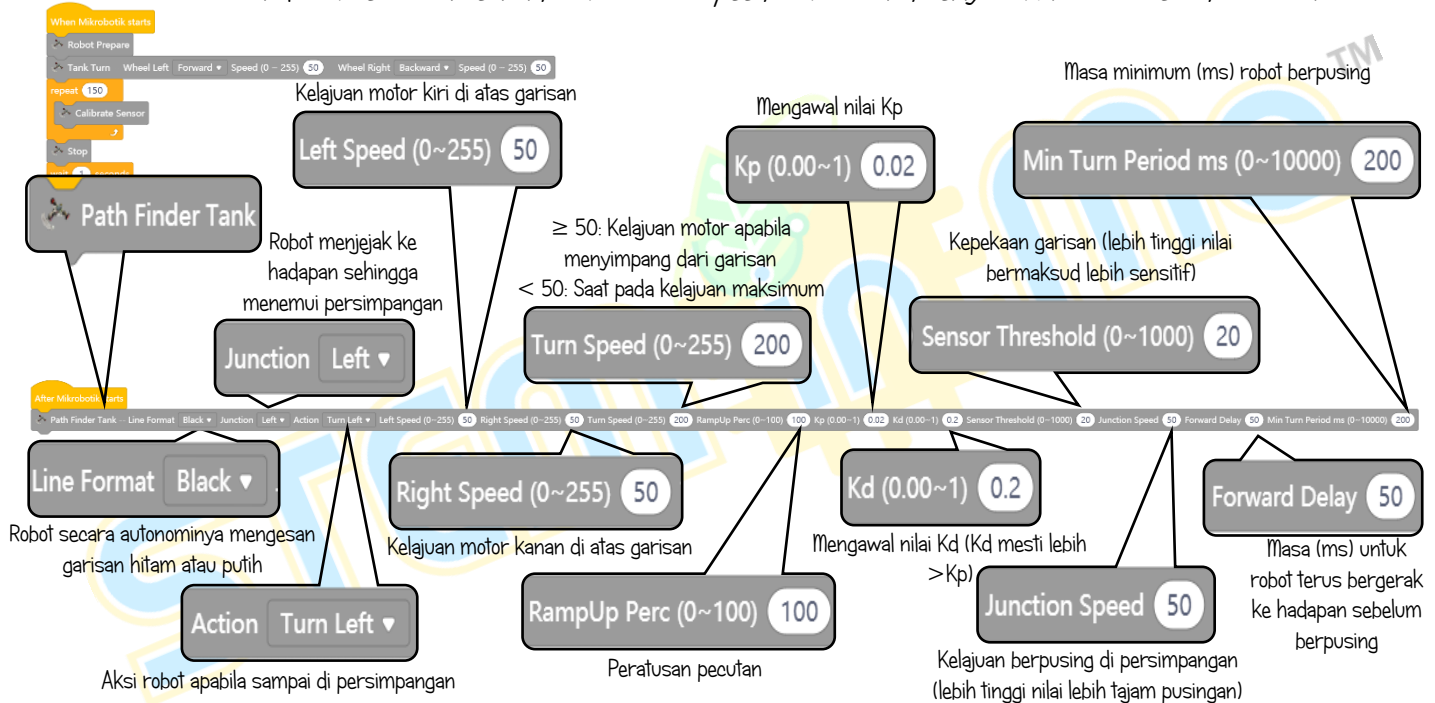 When Mikrobotik starts
Robot Prepare
Tank Turn Wheel Left Forward Speed (0 ~ 255) 50 Wheel Right Backward Speed (0 ~ 255) 50
repeat 150
Calibrate Sensor
Stop
wait 1 seconds
Kelajuan motor kiri di atas garisan
Left Speed (0~255) 50
Mengawal nilai Kp
Kp (0.00~1) 0.02
TM
Masa minimum (ms) robot berpusing
Min Turn Period ms (0~10000) 200
Path Finder Tank
Robot menjejak ke
hadapan sehingga
menemui persimpangan
Junction Left
≥ 50: Kelajuan motor apabila
menyimpang dari garisan
< 50: Saat pada kelajuan maksimum
Turn Speed (0~255) 200
Kepekaan garisan (lebih tinggi nilai
bermaksud lebih sensitif)
Sensor Threshold (0~1000) 20
After Mikrobotik starts
Path Finder Tank -- Line Format Black Junction Left Action Turn Left Left Speed (0~255) 50 Right Speed (0~255) 50 Turn Speed (0~255) 200 RampUp Perc (0~100) 100 Kp (0.00~1) 0.02 Kd (0.00~1) 0.2 Sensor Threshold (0~1000) 20 Junction Speed 50 Forward Delay 50 Min Turn Period ms (0~10000) 200
Line Format Black
Robot secara autonominya mengesan
garisan hitam atau putih
Action Turn Left
Aksi robot apabila sampai di persimpangan
Right Speed (0~255) 50
Kelajuan motor kanan di atas garisan
RampUp Perc (0~100) 100
Peratusan pecutan
Kd (0.00~1) 0.2
Mengawal nilai Kd (Kd mesti lebih
>Kp)
Junction Speed 50
Kelajuan berpusing di persimpangan
(lebih tinggi nilai lebih tajam pusingan)
Forward Delay 50
Masa (ms) untuk
robot terus bergerak
ke hadapan sebelum
berpusing